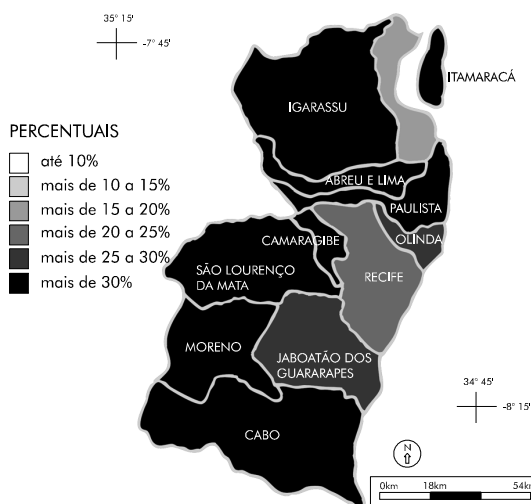 35° 15'
-7° 45'
ITAMARACÁ
IGARASSU
PERCENTUAIS
até 10%
mais de 10 a 15%
mais de 15 a 20%
mais de 20 a 25%
mais de 25 a 30%
mais de 30%
ABREU E LIMA
PAULISTA
CAMARAGIBE
OLINDA
SÃO LOURENÇO
DA MATA
RECIFE
MORENO
JABOATÃO DOS
GUARARAPES
34° 45'
-8° 15'
CABO
N
0km 18km 54km